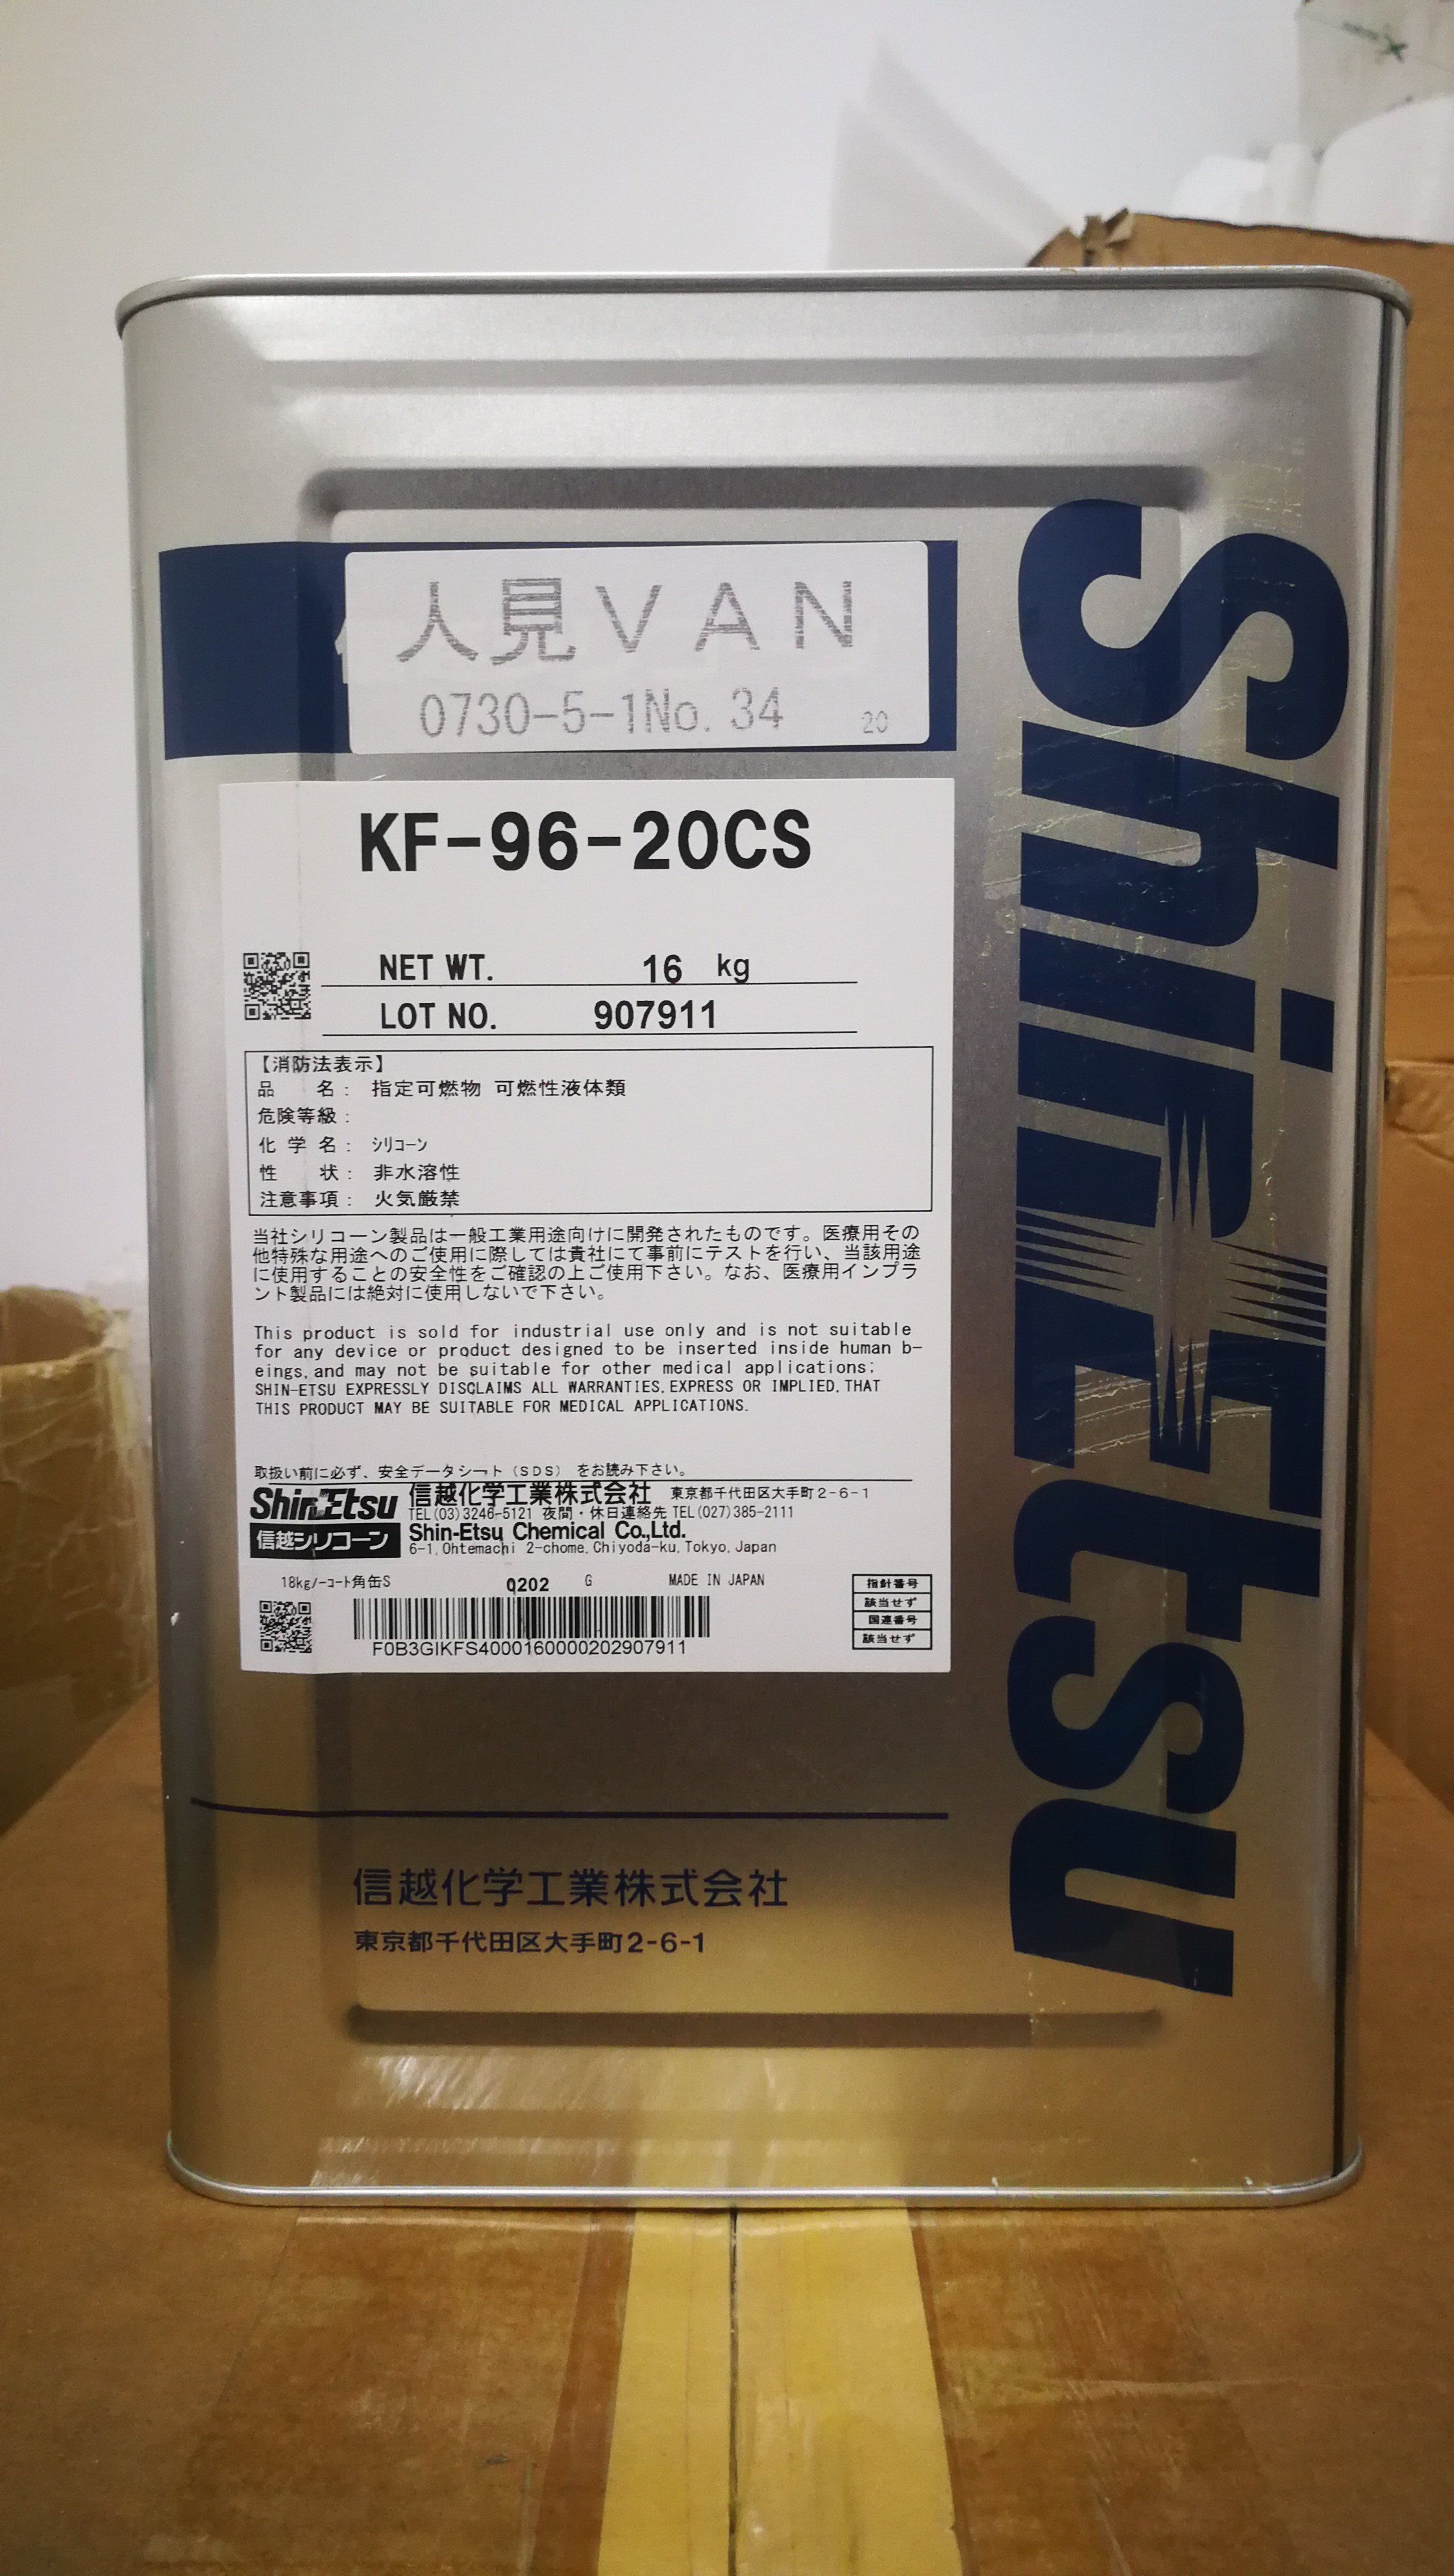 人見VAN
0730-5-1No.34 20
KF-96-20CS
NET WT. 16 kg
LOT NO. 907911
【消防法表示】
品 名: 指定可燃物 可燃性液体類
危険等級:
化学名: シリコーン
性 状: 非水溶性
注意事項: 火気厳禁
当社シリコーン製品は一般工業用途向けに開発されたものです。医療用その
他特殊な用途へのご使用に際しては貴社にて事前にテストを行い、当該用途
に使用することの安全性をご確認の上ご使用下さい。なお、医療用インプラ
ント製品には絶対に使用しないで下さい。
This product is sold for industrial use only and is not suitable
for any device or product designed to be inserted inside human b-
eings,and may not be suitable for other medical applications;
SHIN-ETSU EXPRESSLY DISCLAIMS ALL WARRANTIES,EXPRESS OR IMPLIED,THAT
THIS PRODUCT MAY BE SUITABLE FOR MEDICAL APPLICATIONS.
取扱い前に必ず、安全データシート(SDS) をお読み下さい。
ShinEtsu 信越化学工業株式会社 東京都千代田区大手町2-6-1
TEL(03)3246-5121 夜間・休日連絡先 TEL(027)385-2111
信越シリコーン Shin-Etsu Chemical Co.,Ltd.
6-1,Ohtemachi 2-chome,Chiyoda-ku,Tokyo,Japan
18kgノーコート角缶S 0202 G MADE IN JAPAN
F0B3GIKFS40001600000202907911
指針番号
該当せず
国連番号
該当せず
信越化学工業株式会社
東京都千代田区大手町2-6-1
ShinEtsu